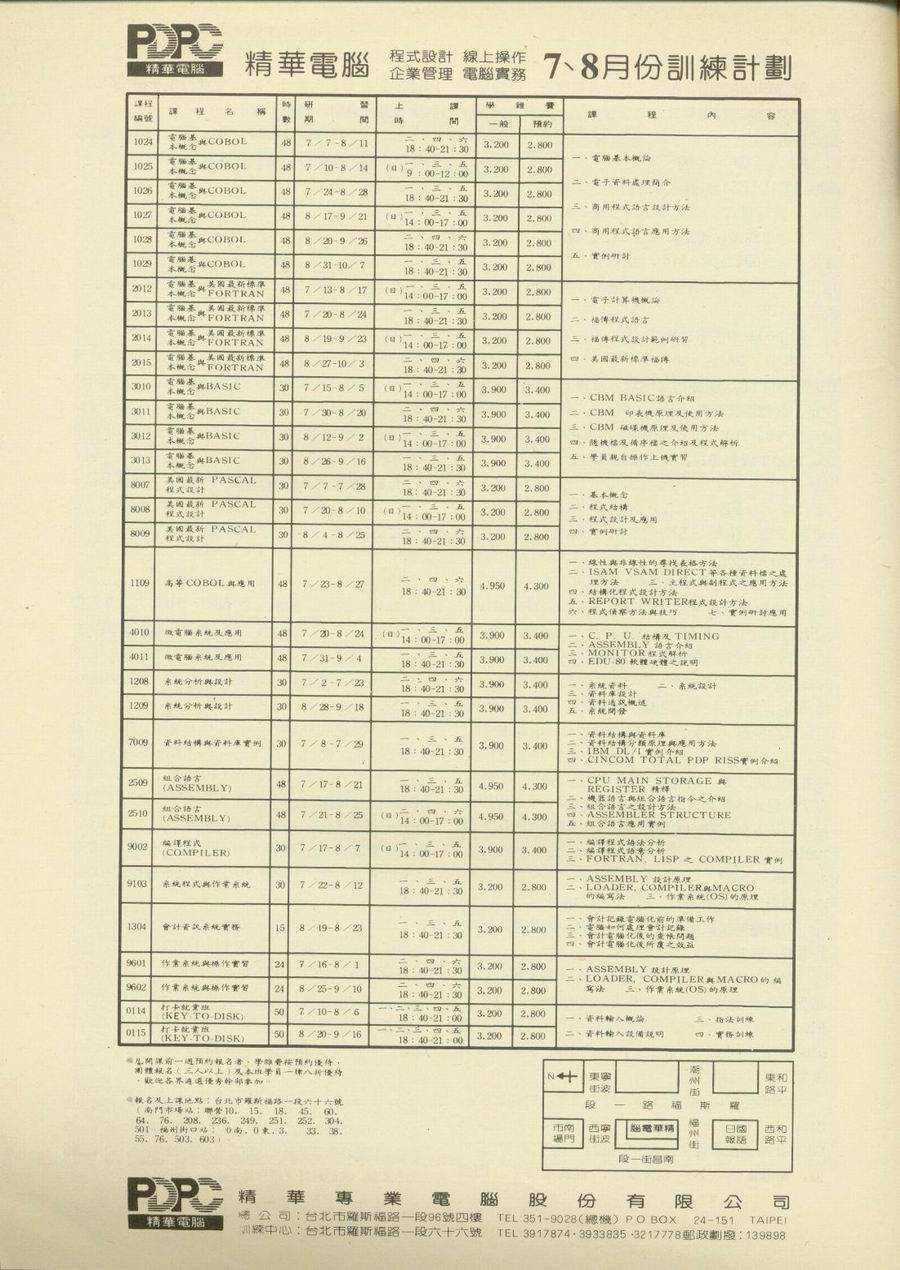 PDPC
精華電腦
精華電腦 程式設計 線上操作 7、8月份訓練計劃
企業管理 電腦實務
課程編號 課程名稱 時數 研習期間 上課時間 學雜費 一般 預約 課程內容
1024 電腦基本概念與COBOL 48 7/7-8/11 二、四、六 18:40-21:30 3.200 2.800
1025 電腦基本概念與COBOL 48 7/10-8/14 (日)一、三、五 9:00-12:00 3.200 2.800
1026 電腦基本概念與COBOL 48 7/24-8/28 一、三、五 18:40-21:30 3.200 2.800
1027 電腦基本概念與COBOL 48 8/17-9/21 (日)一、三、五 14:00-17:00 3.200 2.800
1028 電腦基本概念與COBOL 48 8/20-9/26 二、四、六 18:40-21:30 3.200 2.800
1029 電腦基本概念與COBOL 48 8/31-10/7 一、三、五 18:40-21:30 3.200 2.800
一、電腦基本概論
二、電子資料處理簡介
三、商用程式語言設計方法
四、商用程式語言應用方法
五、實例研討
2012 電腦基本概念與美國最新標準FORTRAN 48 7/13-8/17 (日)一、三、五 14:00-17:00 3.200 2.800
2013 電腦基本概念與美國最新標準FORTRAN 48 7/20-8/24 一、三、五 18:40-21:30 3.200 2.800
2014 電腦基本概念與美國最新標準FORTRAN 48 8/19-9/23 (日)一、三、五 14:00-17:00 3.200 2.800
2015 電腦基本概念與美國最新標準FORTRAN 48 8/27-10/3 二、四、六 18:40-21:30 3.200 2.800
一、電子計算機概論
二、福傳程式語言
三、福傳程式設計範例研習
四、美國最新標準福傳
3010 電腦基本概念與BASIC 30 7/15-8/5 (日)一、三、五 14:00-17:00 3.900 3.400
3011 電腦基本概念與BASIC 30 7/30-8/20 二、四、六 18:40-21:30 3.900 3.400
3012 電腦基本概念與BASIC 30 8/12-9/2 (日)一、三、五 14:00-17:00 3.900 3.400
3013 電腦基本概念與BASIC 30 8/26-9/16 一、三、五 18:40-21:30 3.900 3.400
一、CBM BASIC語言介紹
二、CBM 印表機原理及使用方法
三、CBM 磁碟機原理及使用方法
四、隨機檔及循序檔之介紹及程式解析
五、學員親自操作上機實習
8007 美國最新 PASCAL 程式設計 30 7/7-7/28 二、四、六 18:40-21:30 3.200 2.800
8008 美國最新 PASCAL 程式設計 30 7/20-8/10 (日)一、三、五 14:00-17:00 3.200 2.800
8009 美國最新 PASCAL 程式設計 30 8/4-8/25 二、四、六 18:40-21:30 3.200 2.800
一、基本概念
二、程式結構
三、程式設計及應用
四、實例研討
1109 高等COBOL與應用 48 7/23-8/27 二、四、六 18:40-21:30 4.950 4.300
一、線性與非線性的尋找表格方法
二、ISAM VSAM DIRECT等各種資料檔之處
理方法 三、主程式與副程式之應用方法
四、結構化程式設計方法
五、REPORT WRITER程式設計方法
六、程式偵察方法與技巧 七、實例研討應用
4010 微電腦系統及應用 48 7/20-8/24 (日)一、三、五 14:00-17:00 3.900 3.400
4011 微電腦系統及應用 48 7/31-9/4 一、三、五 18:40-21:30 3.900 3.400
一、C. P. U. 結構及TIMING
二、ASSEMBLY 語言介紹
三、MONITOR程式解析
四、EDU-80 軟體硬體之說明
1208 系統分析與設計 30 7/2-7/23 二、四、六 18:40-21:30 3.900 3.400
1209 系統分析與設計 30 8/28-9/18 一、三、五 18:40-21:30 3.900 3.400
一、系統資料 二、系統設計
三、資料庫設計
四、資料通訊概述
五、系統開發
7009 資料結構與資料庫實例 30 7/8-7/29 一、三、五 18:40-21:30 3.900 3.400
一、資料結構與資料庫
二、資料結構分類原理與應用方法
三、IBM DL/I實例介紹
四、CINCOM TOTAL PDP RISS實例介紹
2509 組合語言 (ASSEMBLY) 48 7/17-8/21 一、三、五 18:40-21:30 4.950 4.300
2510 組合語言 (ASSEMBLY) 48 7/21-8/25 (日)二、四、六 14:00-17:00 4.950 4.300
一、CPU MAIN STORAGE 與
REGISTER 精釋
二、機器語言與組合語言指令之介紹
三、組合語言之設計方法
四、ASSEMBLER STRUCTURE
五、組合語言應用實例
9002 編譯程式 (COMPILER) 30 7/17-8/7 (日)一、三、五 14:00-17:00 3.900 3.400
一、編譯程式語法分析
二、編譯程式語意分析
三、FORTRAN, LISP 之 COMPILER 實例
9103 系統程式與作業系統 30 7/22-8/12 一、三、五 18:40-21:30 3.200 2.800
一、ASSEMBLY 設計原理
二、LOADER, COMPILER與MACRO
的編寫法 三、作業系統(OS)的原理
1304 會計資訊系統實務 15 8/19-8/23 一、三、五 18:40-21:30 3.200 2.800
一、會計記錄電腦化前的準備工作
二、電腦如何處理會計記錄
三、會計電腦化後的查帳問題
四、會計電腦化後所獲之效益
9601 作業系統與操作實習 24 7/16-8/1 二、四、六 18:40-21:30 3.200 2.800
9602 作業系統與操作實習 24 8/25-9/10 二、四、六 18:40-21:30 3.200 2.800
一、ASSEMBLY 設計原理
二、LOADER, COMPILER與MACRO的編
寫法 三、作業系統(OS)的原理
0114 打卡就業班 (KEY-TO-DISK) 50 7/10-8/6 一、二、三、四、五 18:40-21:00 3.200 2.800
0115 打卡就業班 (KEY-TO-DISK) 50 8/20-9/16 一、二、三、四、五 18:40-21:00 3.200 2.800
一、資料輸入概論 三、指法訓練
二、資料輸入設備說明 四、實務訓練
※凡開課前一週預約報名者、學雜費按預約優待、
團體報名(三人以上)及本班學員一律八折優待
、歡迎各界遴選優秀幹部參加。
※報名及上課地點:台北市羅斯福路一段六十六號
(南門市場站:聯營10. 15. 18. 45. 60.
64. 76. 208. 236. 249. 251. 252. 304.
501 福州街口站: 0南. 0東. 3. 33. 38.
55. 76. 503. 603)
N 東寧街波 潮州街 東和路平
段一路福斯羅
市南場門 西寧街波 腦電華精 福州街 日國報語 西和路平
段一街昌南
PDPC
精華電腦
精華專業電腦股份有限公司
總公司:台北市羅斯福路一段96號四樓 TEL 351-9028(總機) P O BOX 24-151 TAIPEI
訓練中心:台北市羅斯福路一段六十六號 TEL 3917874·3933835·3217778郵政劃撥:139898